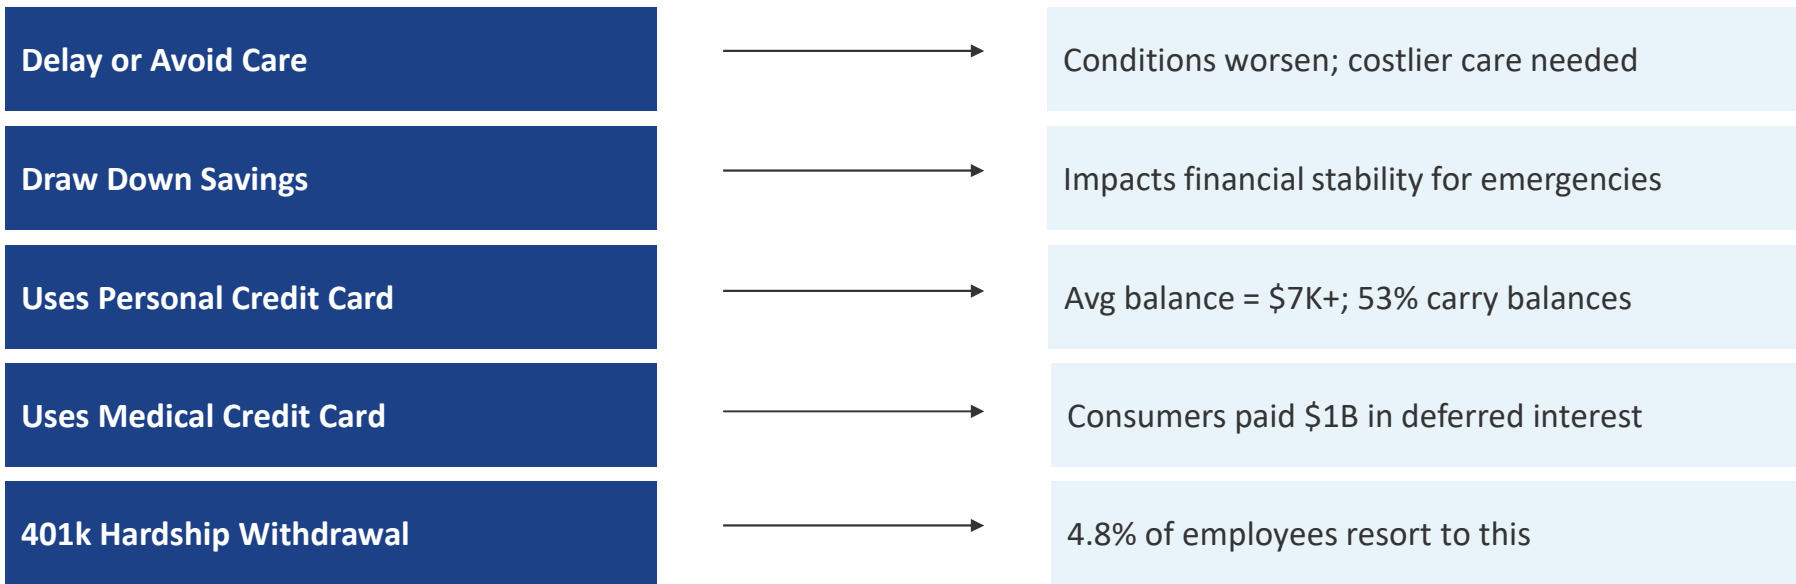 Delay or Avoid Care
Conditions worsen; costlier care needed
Draw Down Savings
Impacts financial stability for emergencies
Uses Personal Credit Card
Avg balance = $7K+; 53% carry balances
Uses Medical Credit Card
Consumers paid $1B in deferred interest
401k Hardship Withdrawal
4.8% of employees resort to this